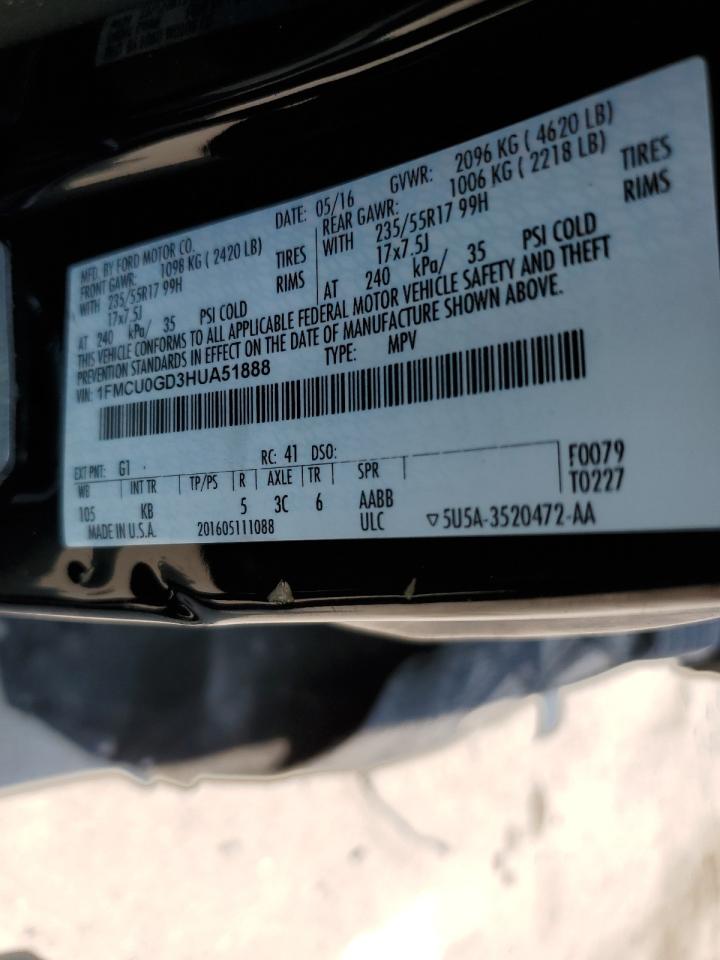 MFD. BY FORD MOTOR CO.
DATE: 05/16 GVWR: 2096 KG ( 4620 LB)
FRONT GAWR: 1098 KG ( 2420 LB)
REAR GAWR: 1006 KG ( 2218 LB)
WITH 235/55R17 99H TIRES
WITH 235/55R17 99H TIRES
17x7.5J RIMS
17x7.5J RIMS
AT 240 kPa/ 35 PSI COLD
AT 240 kPa/ 35 PSI COLD
THIS VEHICLE CONFORMS TO ALL APPLICABLE FEDERAL MOTOR VEHICLE SAFETY AND THEFT
PREVENTION STANDARDS IN EFFECT ON THE DATE OF MANUFACTURE SHOWN ABOVE.
VIN: 1FMCU0GD3HUA51888 TYPE: MPV
EXT PNT: G1 RC: 41 DSO: F0079
WB INT TR TP/PS R AXLE TR SPR T0227
105 KB 5 3C 6 AABB
MADE IN U.S.A. 201605111088 ULC ▽5U5A-3520472-AA